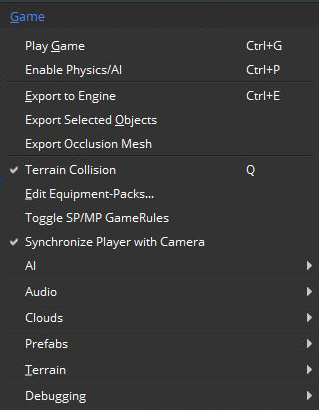 Game
Play Game Ctrl+G
Enable Physics/AI Ctrl+P
Export to Engine Ctrl+E
Export Selected Objects
Export Occlusion Mesh
Terrain Collision Q
Edit Equipment-Packs...
Toggle SP/MP GameRules
Synchronize Player with Camera
AI
Audio
Clouds
Prefabs
Terrain
Debugging